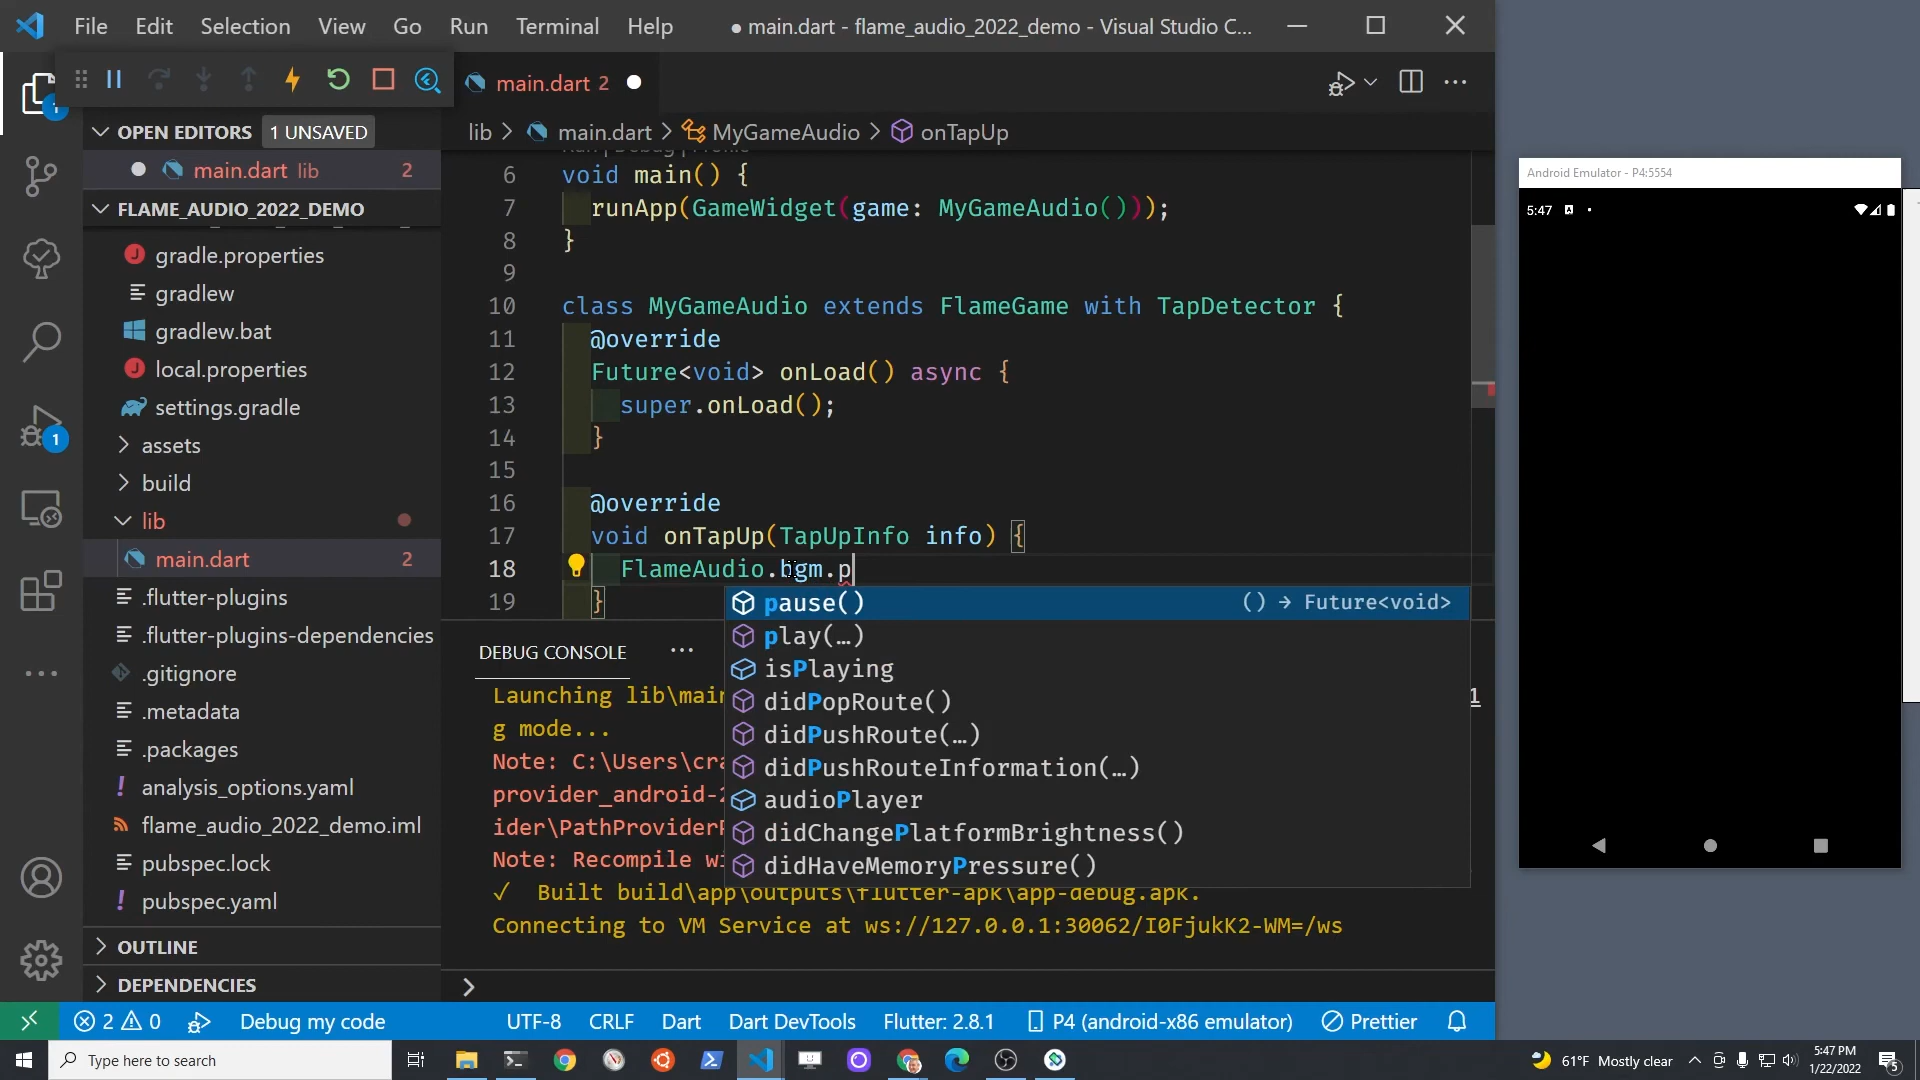 File Edit Selection View Go Run Terminal Help
● main.dart - flame_audio_2022_demo - Visual Studio C...
main.dart 2
OPEN EDITORS 1 UNSAVED
main.dart lib 2
FLAME_AUDIO_2022_DEMO
gradle.properties
gradlew
gradlew.bat
local.properties
settings.gradle
assets
build
lib
main.dart 2
.flutter-plugins
.flutter-plugins-dependencies
.gitignore
.metadata
.packages
analysis_options.yaml
flame_audio_2022_demo.iml
pubspec.lock
pubspec.yaml
OUTLINE
DEPENDENCIES
1
1
lib > main.dart > MyGameAudio > onTapUp
6 void main() {
7 runApp(GameWidget(game: MyGameAudio()));
8 }
9
10 class MyGameAudio extends FlameGame with TapDetector {
11 @override
12 Future<void> onLoad() async {
13 super.onLoad();
14 }
15
16 @override
17 void onTapUp(TapUpInfo info) {
18 FlameAudio.bgm.p
19 }
pause() () → Future<void>
play(…)
isPlaying
didPopRoute()
didPushRoute(…)
didPushRouteInformation(…)
audioPlayer
didChangePlatformBrightness()
didHaveMemoryPressure()
DEBUG CONSOLE
Launching lib\main
g mode...
Note: C:\Users\cra
provider_android-2
ider\PathProviderP
Note: Recompile wi
✓ Built build\app\outputs\flutter-apk\app-debug.apk.
Connecting to VM Service at ws://127.0.0.1:30062/I0FjukK2-WM=/ws
2 0 Debug my code UTF-8 CRLF Dart Dart DevTools Flutter: 2.8.1 P4 (android-x86 emulator) Prettier
Android Emulator - P4:5554
5:47
Type here to search
61°F Mostly clear
5:47 PM
1/22/2022
5